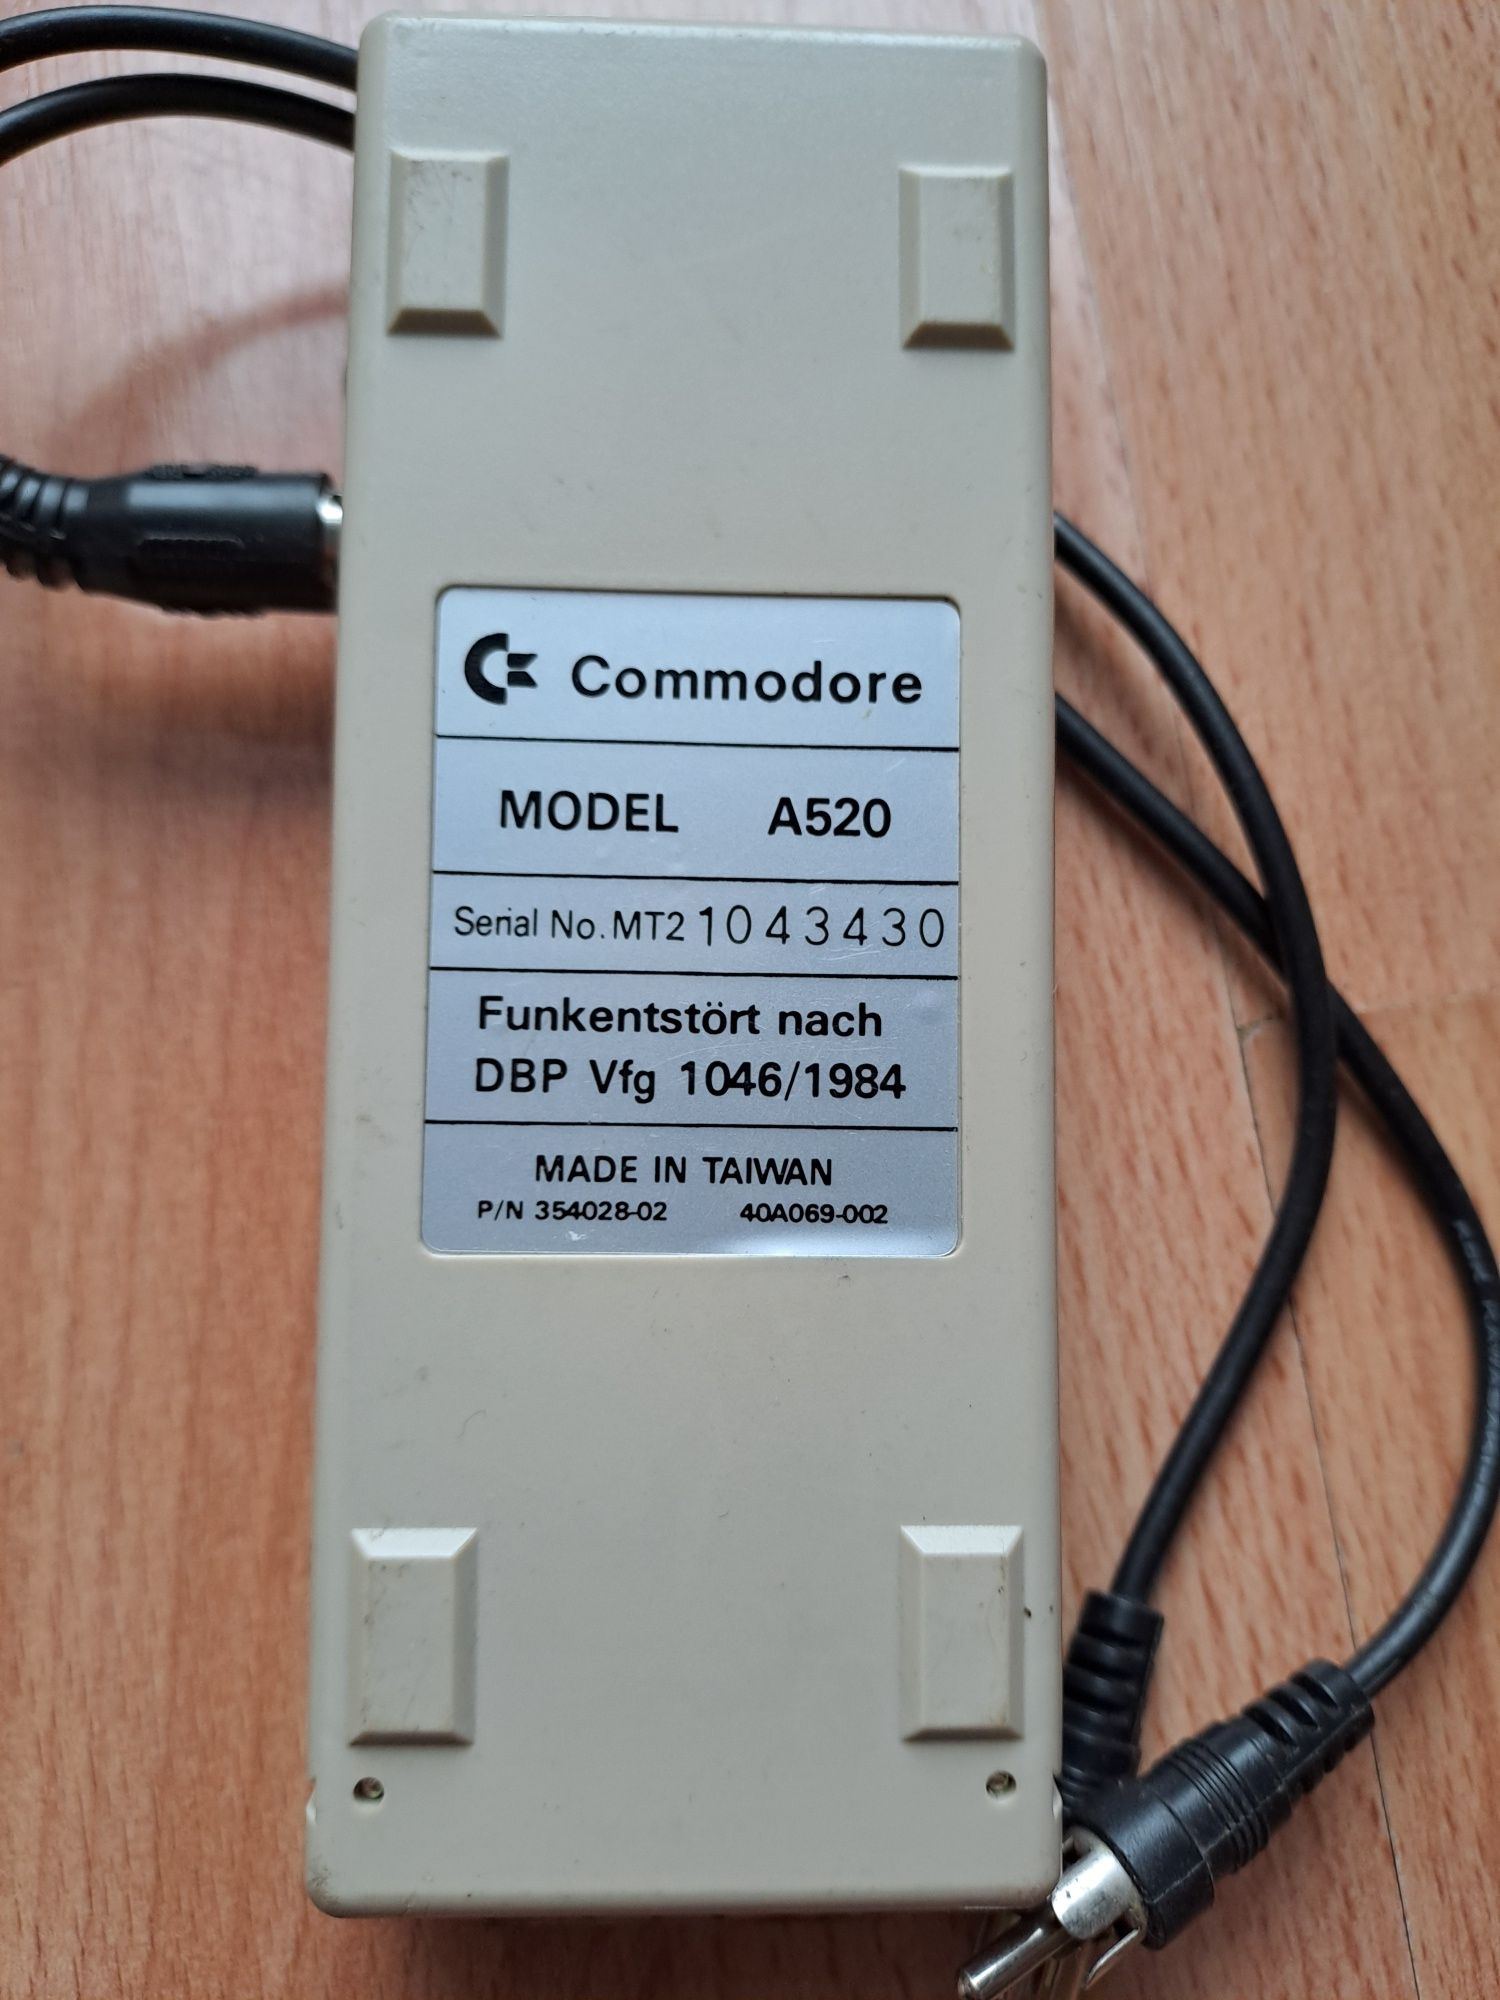 Commodore
MODEL A520
Serial No. MT2 1043430
Funkentstört nach
DBP Vfg 1046/1984
MADE IN TAIWAN
P/N 354028-02 40A069-002